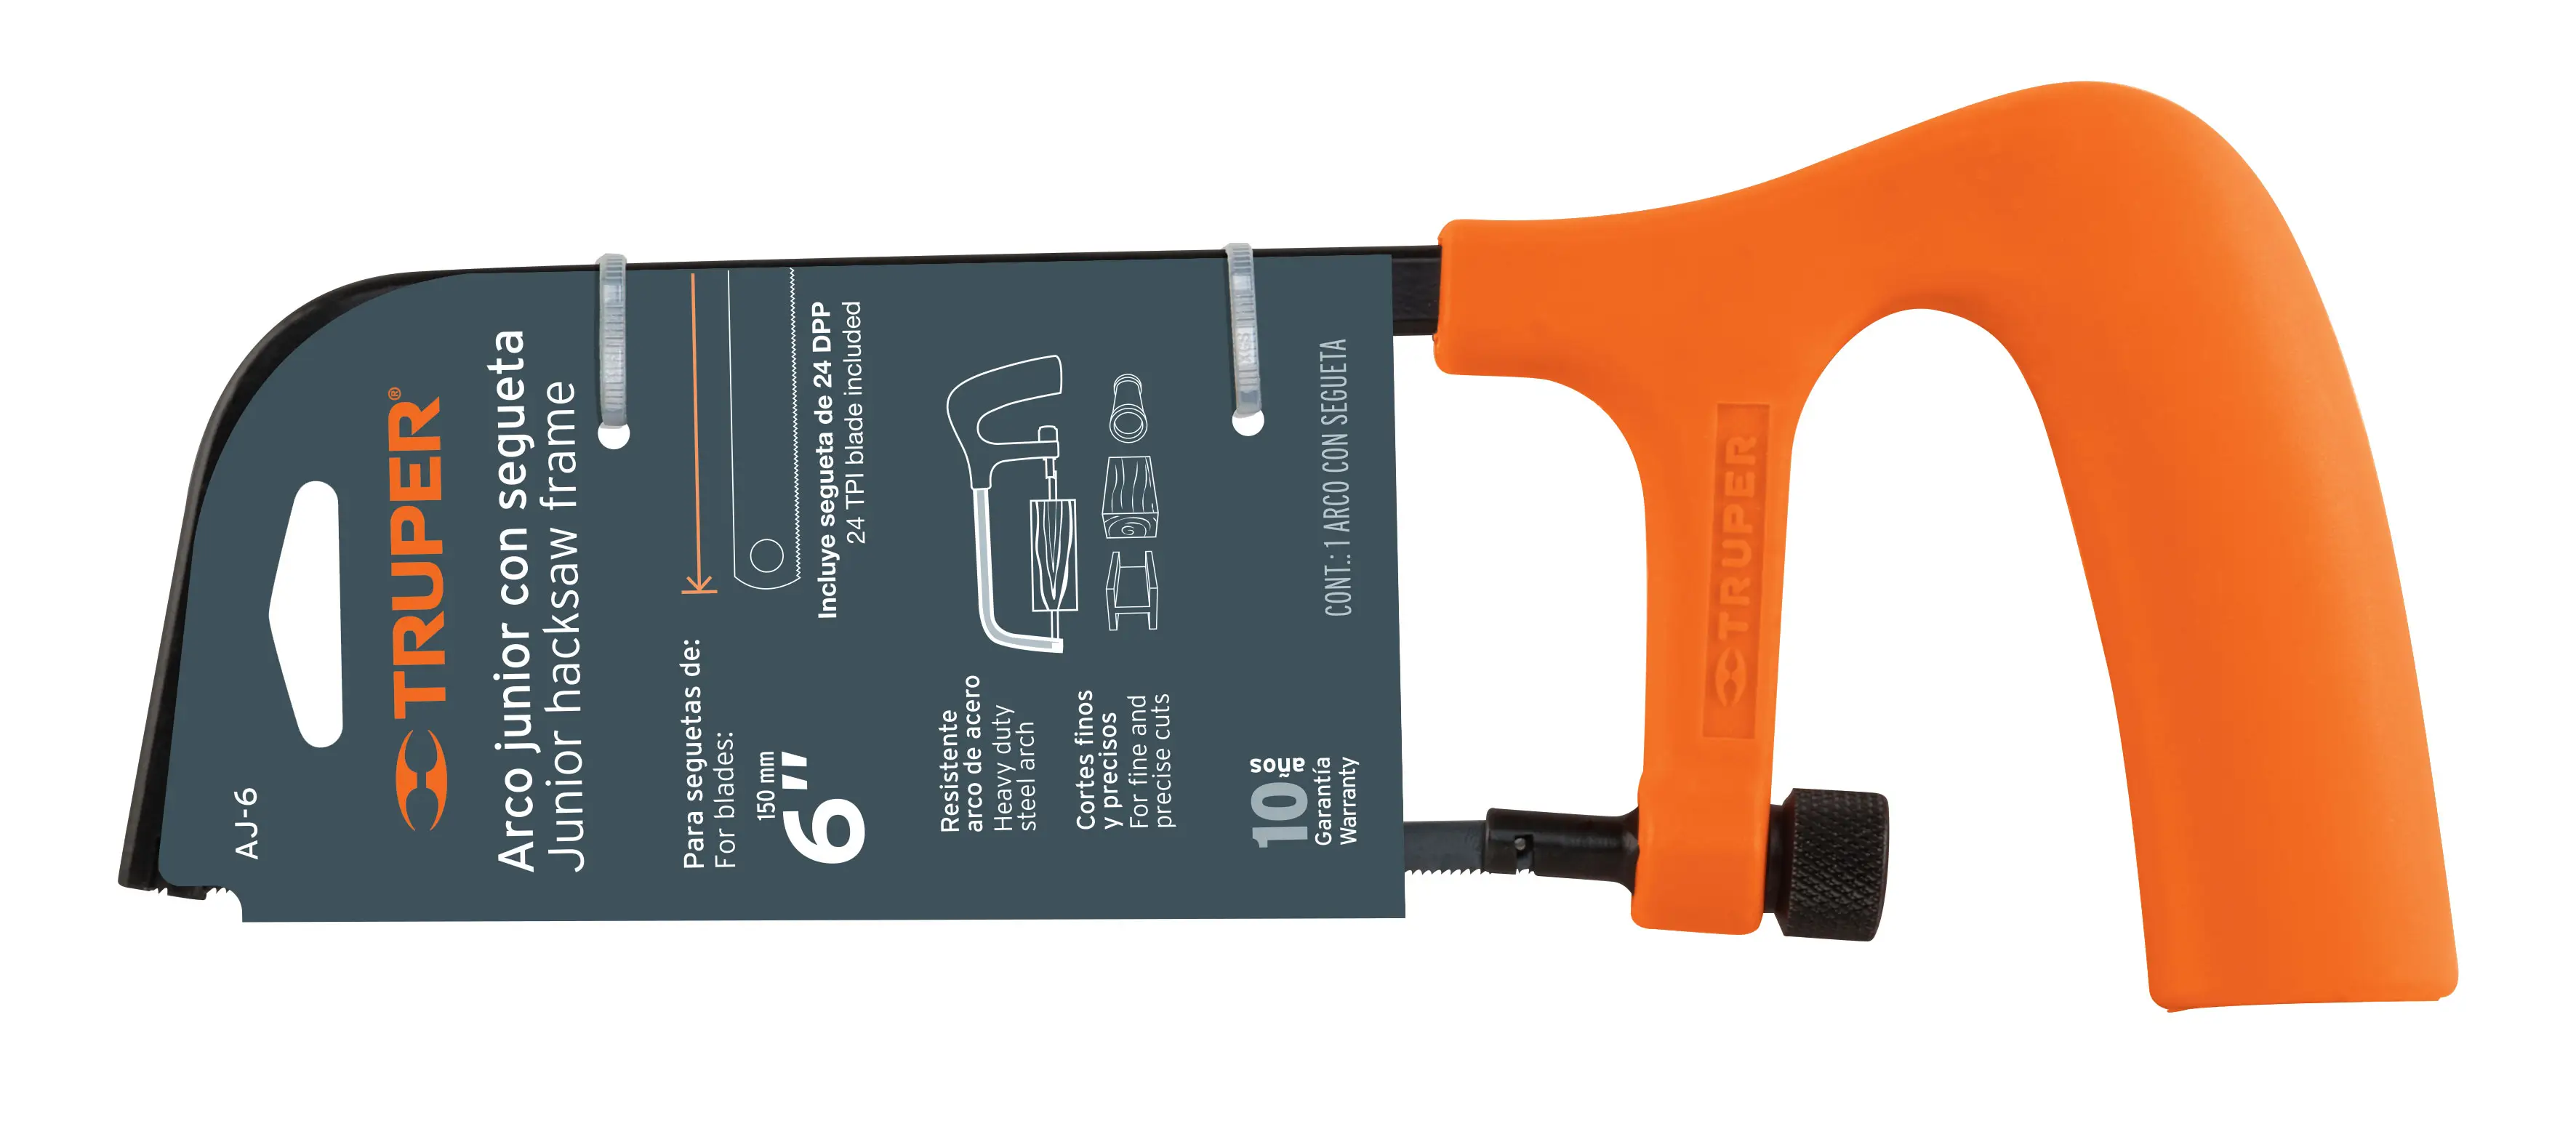 AJ-6
TRUPER®
Arco junior con segueta
Junior hacksaw frame
Para seguetas de:
For blades:
150 mm
6"
Incluye segueta de 24 DPP
24 TPI blade included
Resistente
arco de acero
Heavy duty
steel arch
Cortes finos
y precisos
For fine and
precise cuts
10 años
Garantía
Warranty
CONT.: 1 ARCO CON SEGUETA
TRUPER